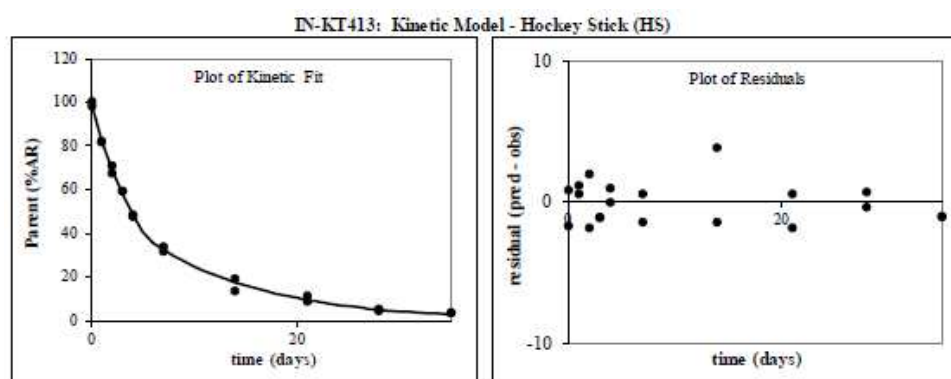 IN-KT413: Kinetic Model - Hockey Stick (HS)
Plot of Kinetic Fit
Parent (%AR)
120
100
80
60
40
20
0
0
20
time (days)
Plot of Residuals
residual (pred - obs)
10
0
-10
0
20
time (days)